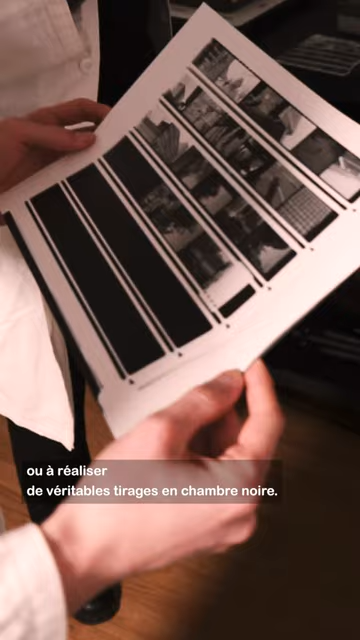 ou à réaliser
de véritables tirages en chambre noire.